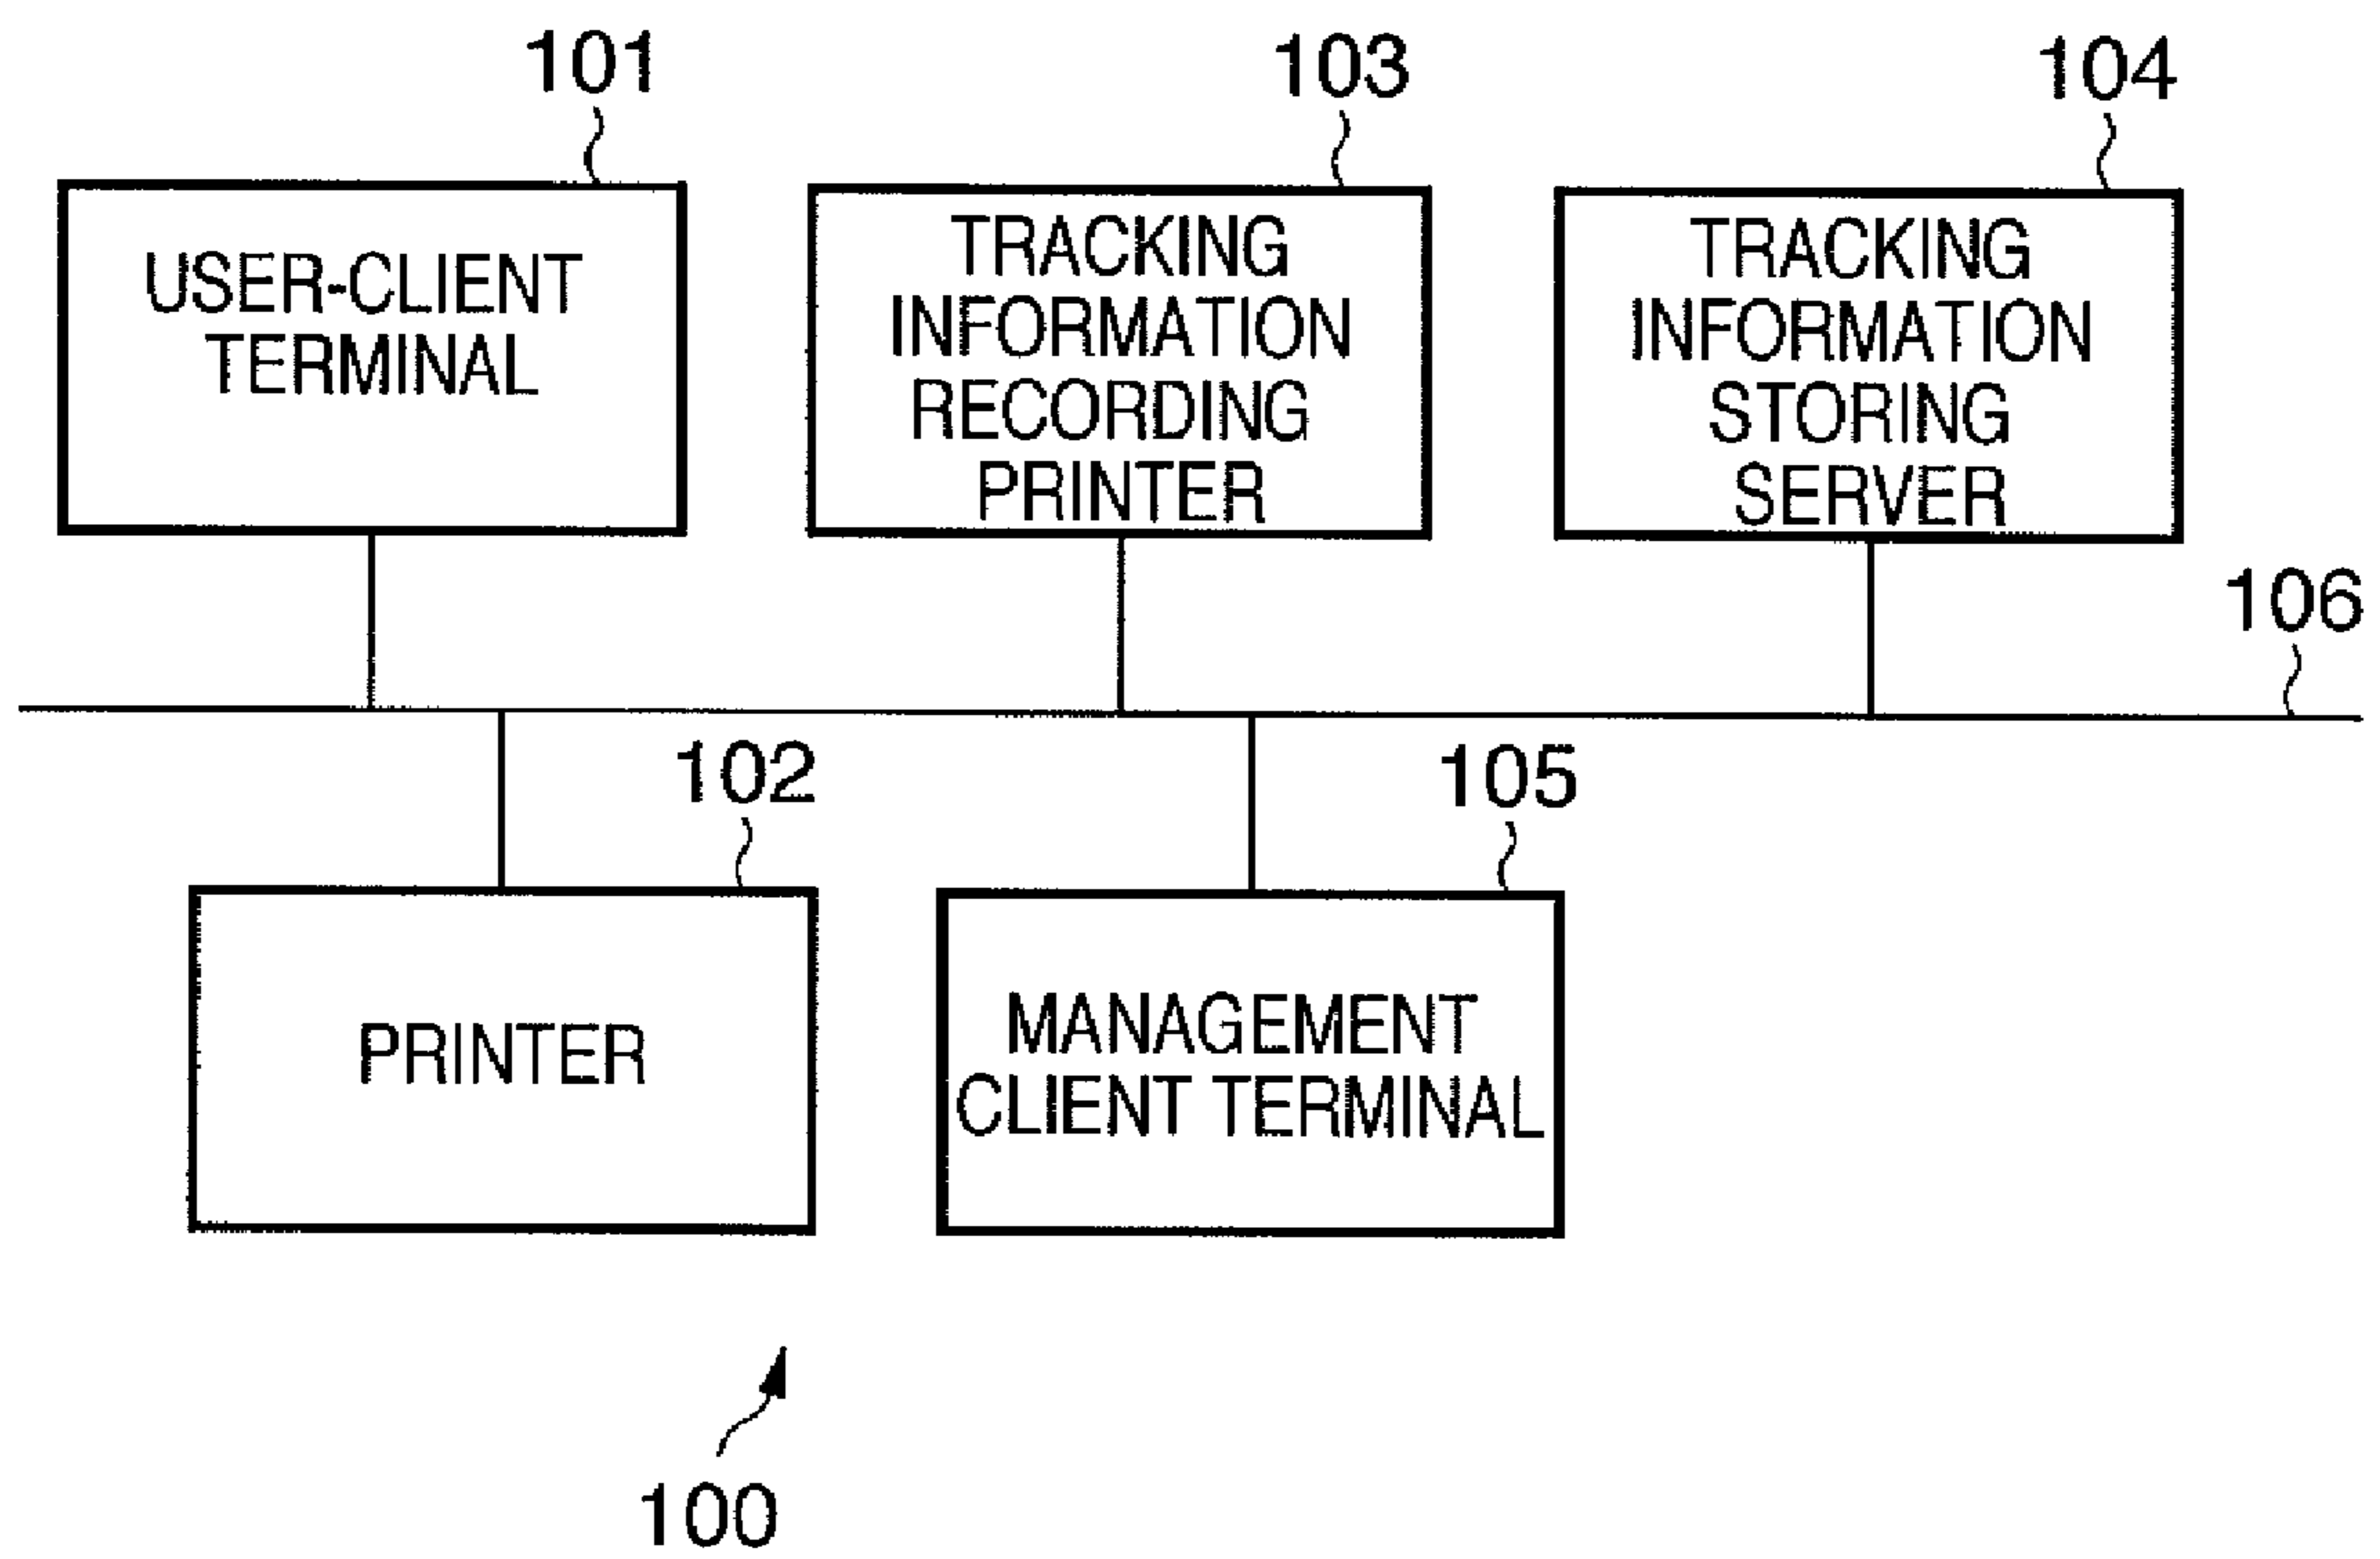 101
103
104
USER-CLIENT
TERMINAL
TRACKING
INFORMATION
RECORDING
PRINTER
TRACKING
INFORMATION
STORING
SERVER
106
102
105
PRINTER
MANAGEMENT
CLIENT TERMINAL
100